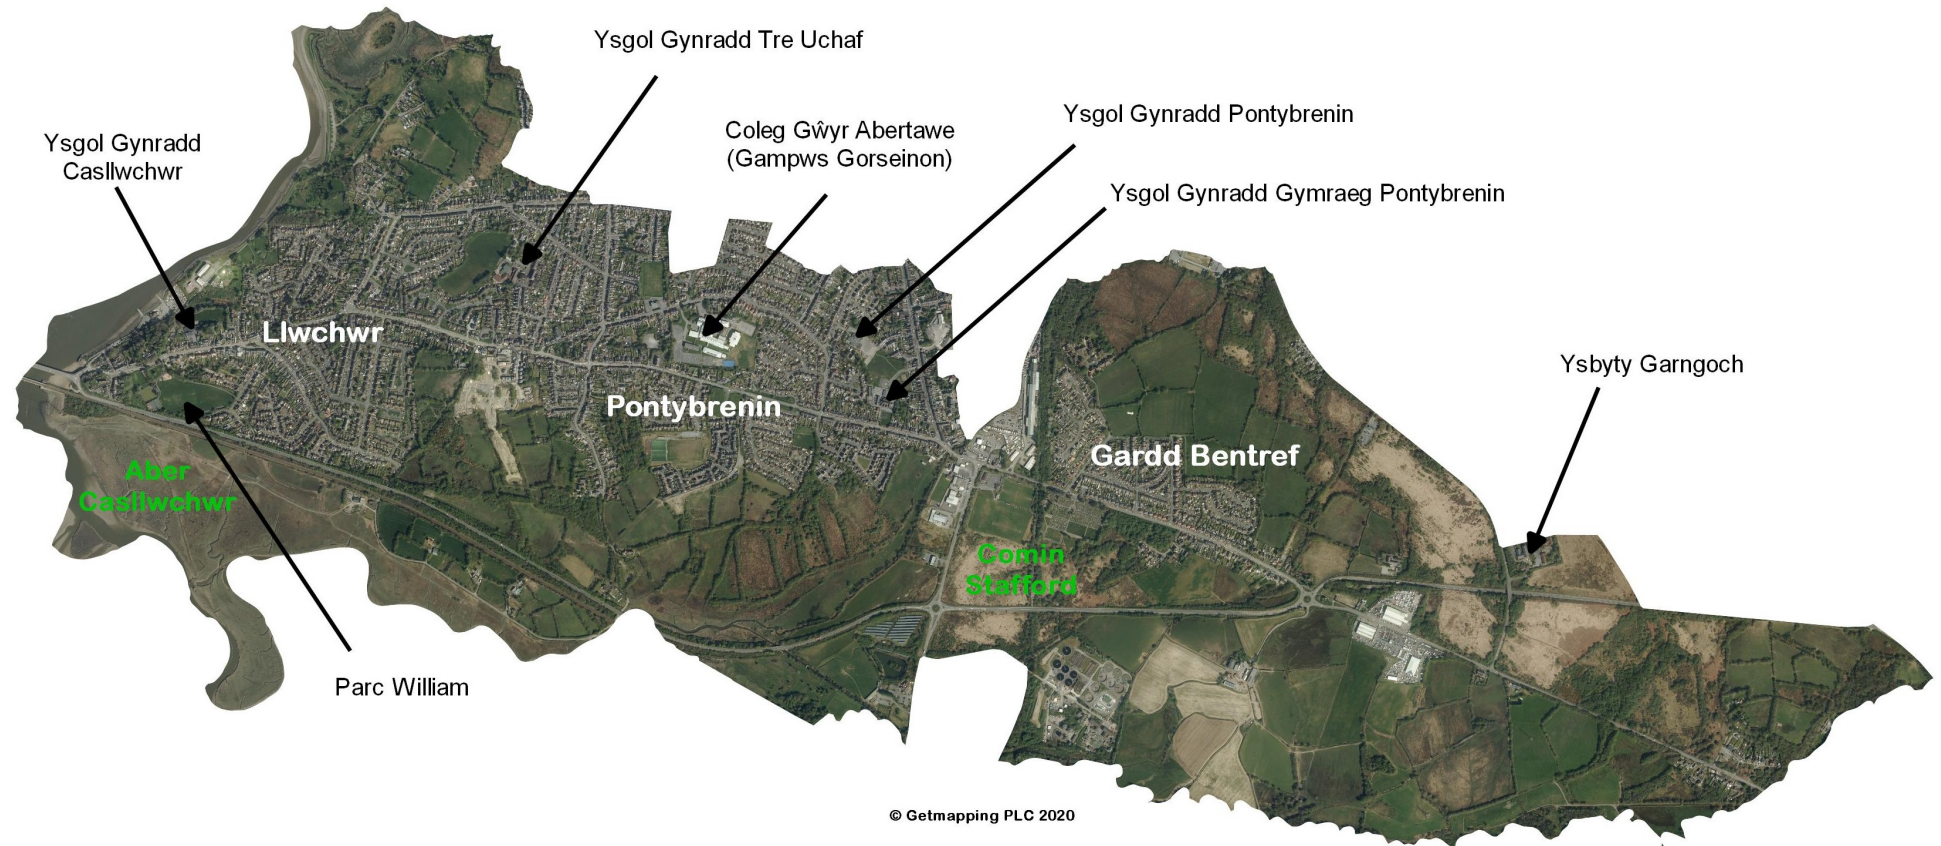 Ysgol Gynradd Tre Uchaf
Ysgol Gynradd Pontybrenin
Coleg Gŵyr Abertawe
(Gampws Gorseinon)
Ysgol Gynradd
Casllwchwr
Ysgol Gynradd Gymraeg Pontybrenin
Llwchwr
Ysbyty Garngoch
Pontybrenin
Gardd Bentref
Aber
Casllwchwr
Comin
Stafford
Parc William
© Getmapping PLC 2020